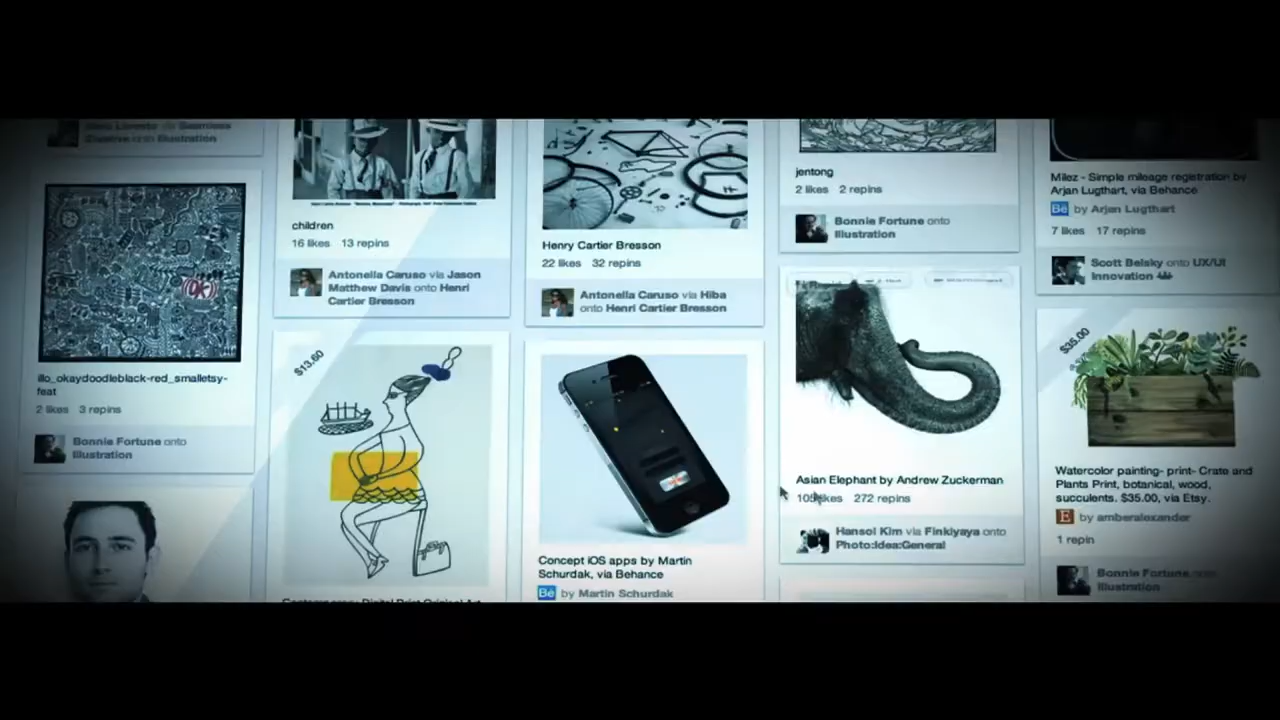 onto Illustration
illo_okaydoodleblack-red_smalletsy-
feat
2 likes 3 repins
Bonnie Fortune onto
Illustration
children
16 likes 13 repins
Antonella Caruso via Jason
Matthew Davis onto Henri
Cartier Bresson
$13.60
Henry Cartier Bresson
22 likes 32 repins
Antonella Caruso via Hiba
onto Henri Cartier Bresson
Concept iOS apps by Martin
Schurdak, via Behance
Bē by Martin Schurdak
jentong
2 likes 2 repins
Bonnie Fortune onto
Illustration
Asian Elephant by Andrew Zuckerman
likes 272 repins
Hansol Kim via Finkiyaya onto
Photo:Idea:General
Milez - Simple mileage registration by
Arjan Lugthart, via Behance
Bē by Arjan Lugthart
7 likes 17 repins
Scott Belsky onto UX/UI
Innovation
$35.00
Watercolor painting- print- Crate and
Plants Print, botanical, wood,
succulents. $35.00, via Etsy.
E by amberalexander
1 repin
Bonnie Fortune onto
Illustration